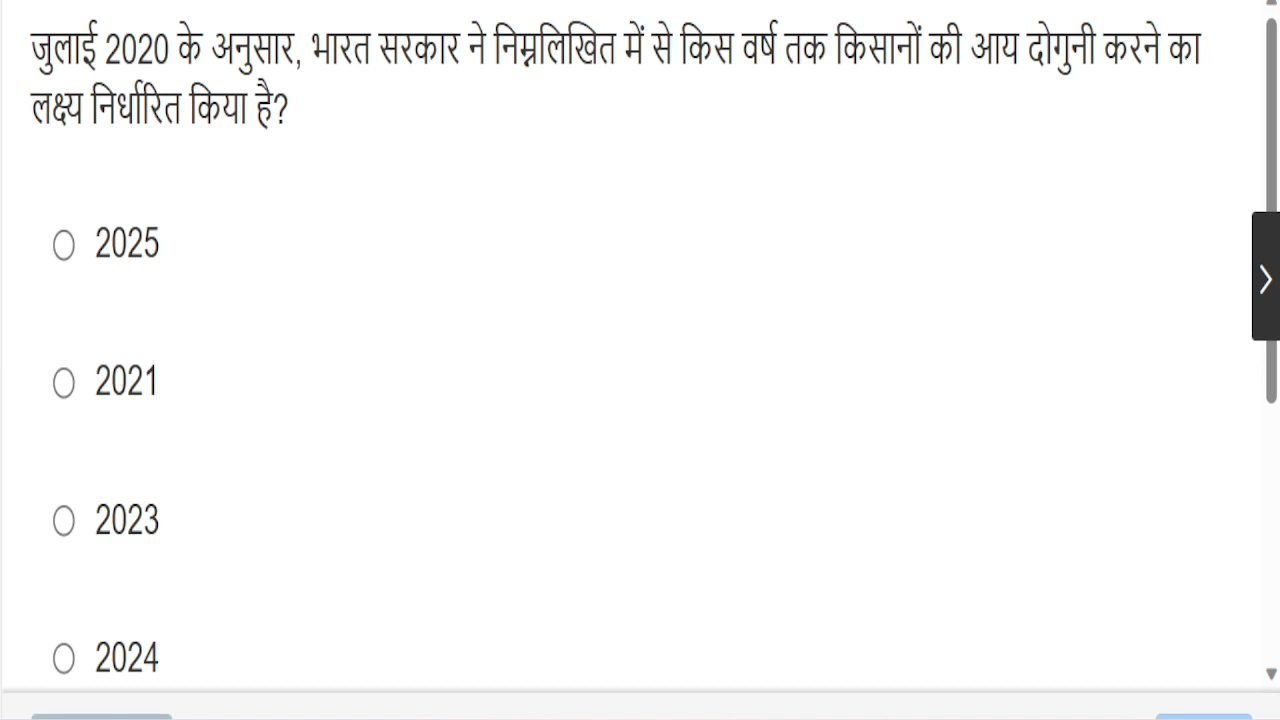 जुलाई 2020 के अनुसार, भारत सरकार ने निम्नलिखित में से किस वर्ष तक किसानों की आय दोगुनी करने का
लक्ष्य निर्धारित किया है?
2025
2021
2023
2024